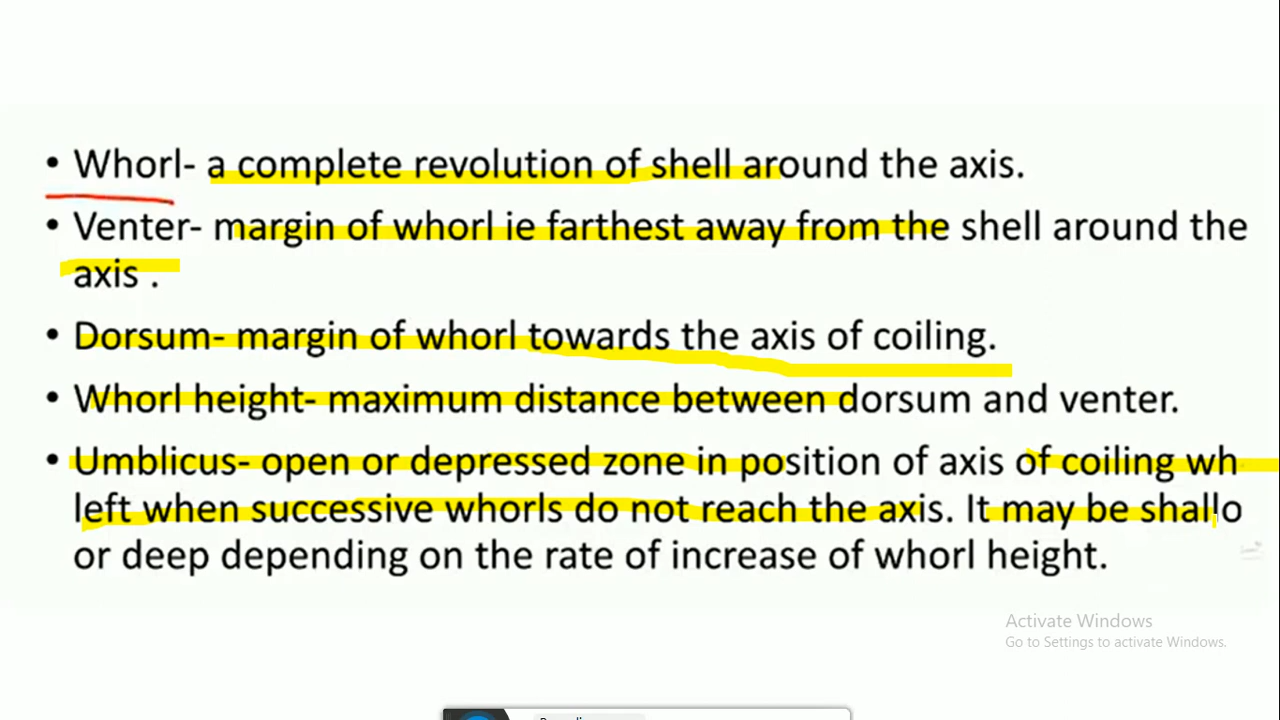 • Whorl- a complete revolution of shell around the axis.
• Venter- margin of whorl ie farthest away from the shell around the
axis .
• Dorsum- margin of whorl towards the axis of coiling.
• Whorl height- maximum distance between dorsum and venter.
• Umblicus- open or depressed zone in position of axis of coiling wh
left when successive whorls do not reach the axis. It may be shallo
or deep depending on the rate of increase of whorl height.
Activate Windows
Go to Settings to activate Windows.